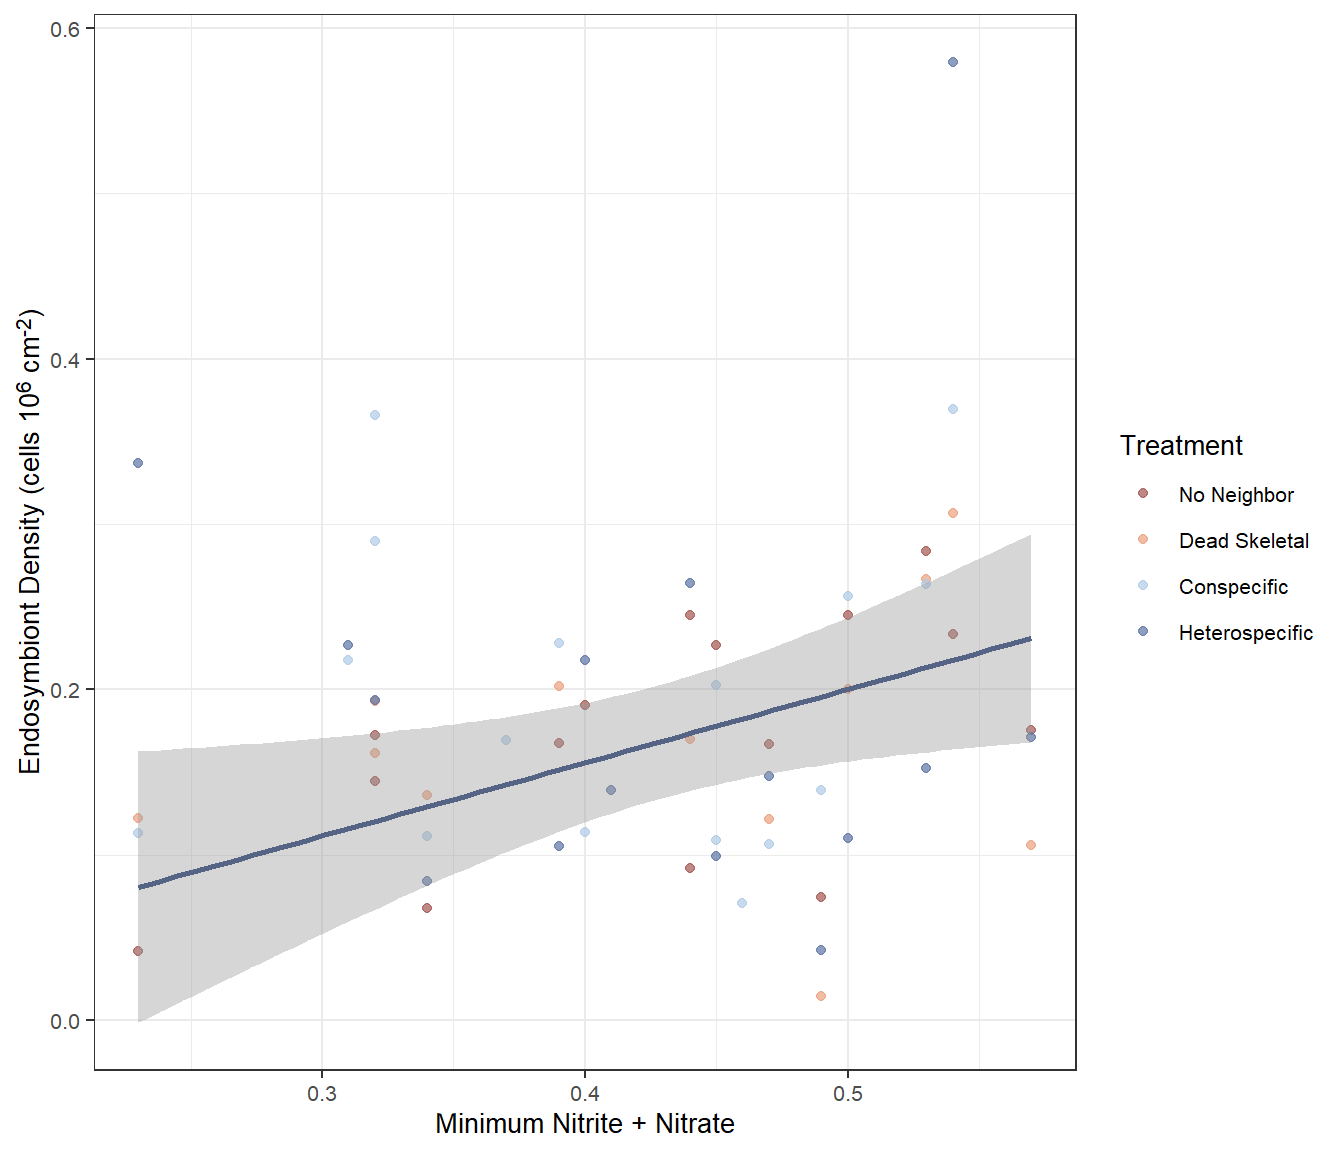 0.6
0.4
0.2
0.0
Endosymbiont Density (cells 10⁶ cm⁻²)
0.3 0.4 0.5
Minimum Nitrite + Nitrate
Treatment
No Neighbor
Dead Skeletal
Conspecific
Heterospecific